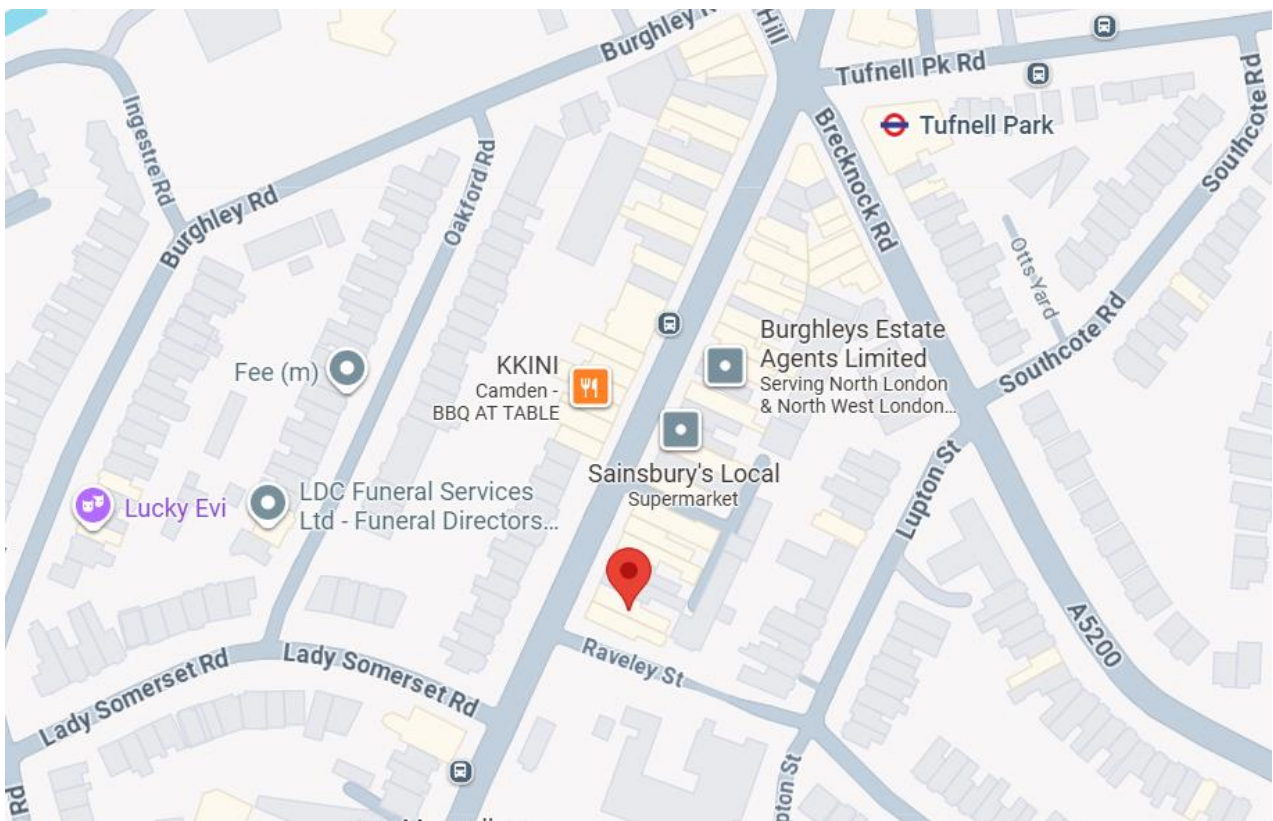 Burghley R
Hill
Tufnell Pk Rd
Ingestre Rd
Burghley Rd
Oakford Rd
Brecknock Rd
Tufnell Park
Southcote Rd
Otts Yard
Southcote Rd
Fee (m)
KKINI
Camden -
BBQ AT TABLE
Burghleys Estate
Agents Limited
Serving North London
& North West London...
Sainsbury's Local
Supermarket
Lucky Evi
LDC Funeral Services
Ltd - Funeral Directors...
Lupton St
A5200
Raveley St
Lady Somerset Rd
Lady Somerset Rd
pton St
Rd